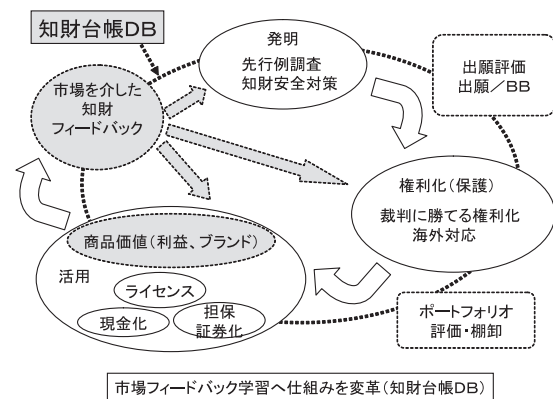 知財台帳DB
発明
先行例調査
知財安全対策
出願評価
出願／BB
市場を介した
知財
フィードバック
権利化（保護）
裁判に勝てる権利化
海外対応
商品価値（利益、ブランド）
活用
ライセンス
現金化
担保
証券化
ポートフォリオ
評価・棚卸
市場フィードバック学習へ仕組みを変革（知財台帳DB）